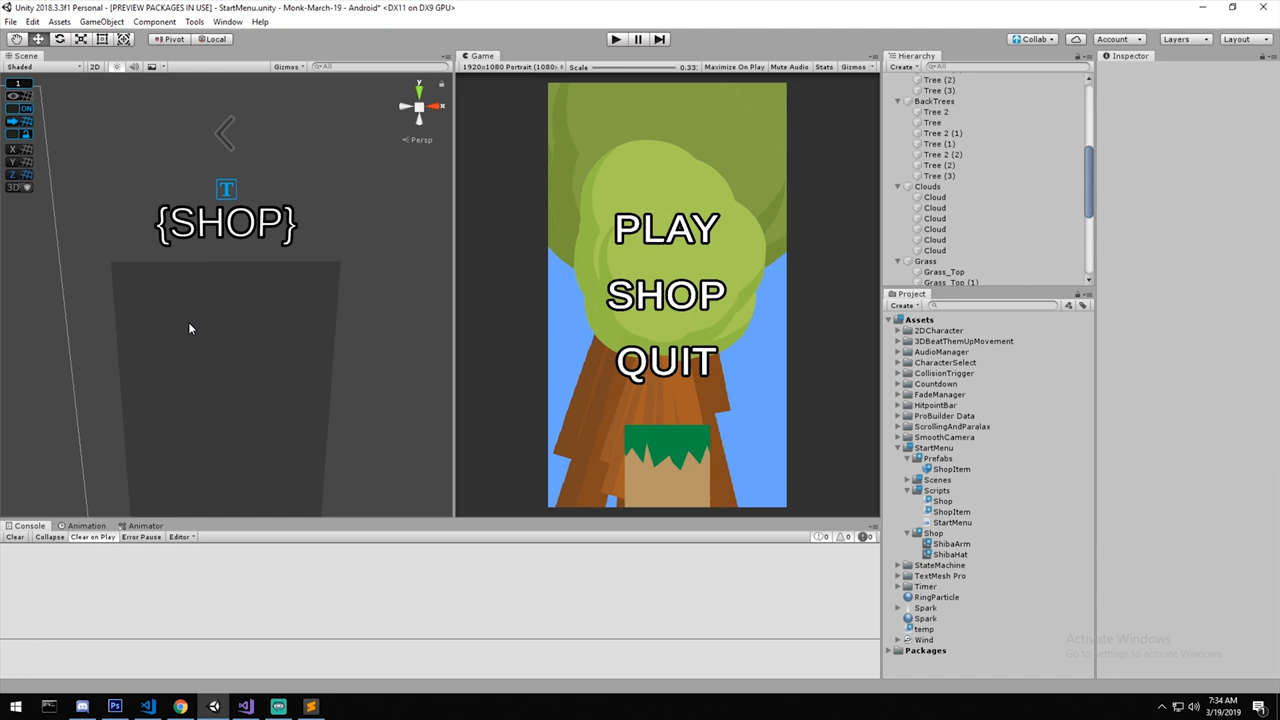 Unity 2018.3.3f1 Personal - [PREVIEW PACKAGES IN USE] - StartMenu.unity - Monk-March-19 - Android* <DX11 on DX9 GPU>
File Edit Assets GameObject Tools Component Window Help
Pivot Local Collab Account Layers Layout
Scene Game Hierarchy Inspector
Shaded 2D Gizmos All 1920x1080 Portrait (1080x Scale 0.33 Maximize On Play Mute Audio Stats Gizmos Create All
1
ON
X
Y
Z
3D
y
x
Persp
T
{SHOP}
PLAY
SHOP
QUIT
Tree (2)
Tree (3)
BackTrees
Tree 2
Tree
Tree 2 (1)
Tree (1)
Tree 2 (2)
Tree (2)
Tree (3)
Clouds
Cloud
Cloud
Cloud
Cloud
Cloud
Cloud
Grass
Grass_Top
Grass_Top (1)
Project
Create
Assets
2DCharacter
3DBeatThemUpMovement
AudioManager
CharacterSelect
CollisionTrigger
Countdown
FadeManager
HitpointBar
ProBuilder Data
ScrollingAndParalax
SmoothCamera
StartMenu
Prefabs
ShopItem
Scenes
Scripts
Shop
ShopItem
StartMenu
Shop
ShibaArm
ShibaHat
StateMachine
TextMesh Pro
Timer
RingParticle
Spark
Spark
temp
Wind
Packages
Console Animation Animator
Clear Collapse Clear on Play Error Pause Editor 0 0 0
Activate Windows
Go to Settings to activate Windows.
7:34 AM
3/19/2019
1